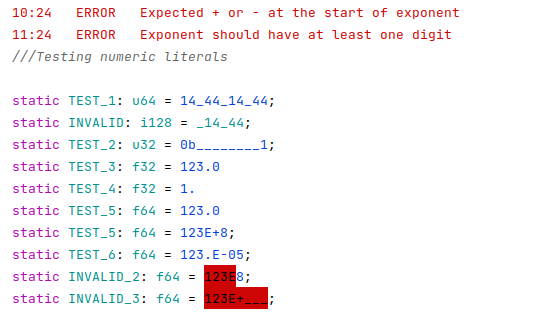 10:24 ERROR Expected + or - at the start of exponent
11:24 ERROR Exponent should have at least one digit
///Testing numeric literals
static TEST_1: u64 = 14_44_14_44;
static INVALID: i128 = _14_44;
static TEST_2: u32 = 0b________1;
static TEST_3: f32 = 123.0
static TEST_4: f32 = 1.
static TEST_5: f64 = 123.0
static TEST_5: f64 = 123E+8;
static TEST_6: f64 = 123.E-05;
static INVALID_2: f64 = 123E8;
static INVALID_3: f64 = 123E+___;